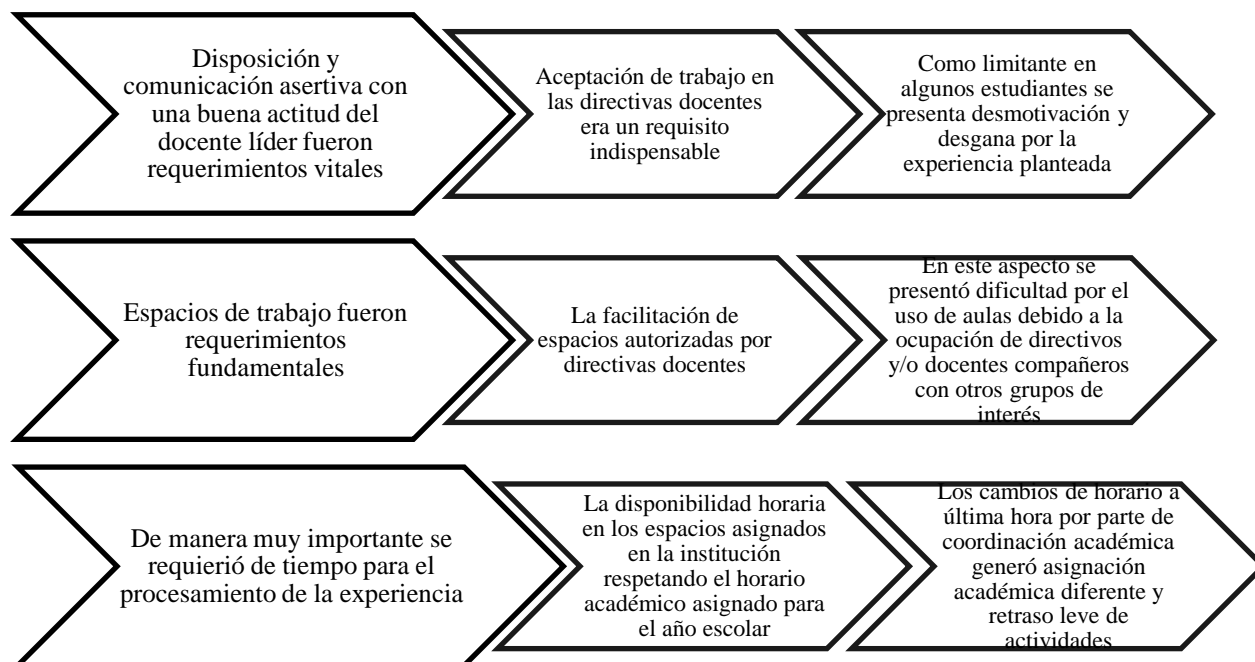 Disposición y
comunicación asertiva con
una buena actitud del
docente líder fueron
requerimientos vitales
Aceptación de trabajo en
las directivas docentes
era un requisito
indispensable
Como limitante en
algunos estudiantes se
presenta desmotivación y
desgana por la
experiencia planteada
Espacios de trabajo fueron
requerimientos
fundamentales
La facilitación de
espacios autorizadas por
directivas docentes
En este aspecto se
presentó dificultad por el
uso de aulas debido a la
ocupación de directivos
y/o docentes compañeros
con otros grupos de
interés
De manera muy importante se
requierió de tiempo para el
procesamiento de la experiencia
La disponibilidad horaria
en los espacios asignados
en la institución
respetando el horario
académico asignado para
el año escolar
Los cambios de horario a
última hora por parte de
coordinación académica
generó asignación
académica diferente y
retraso leve de
actividades